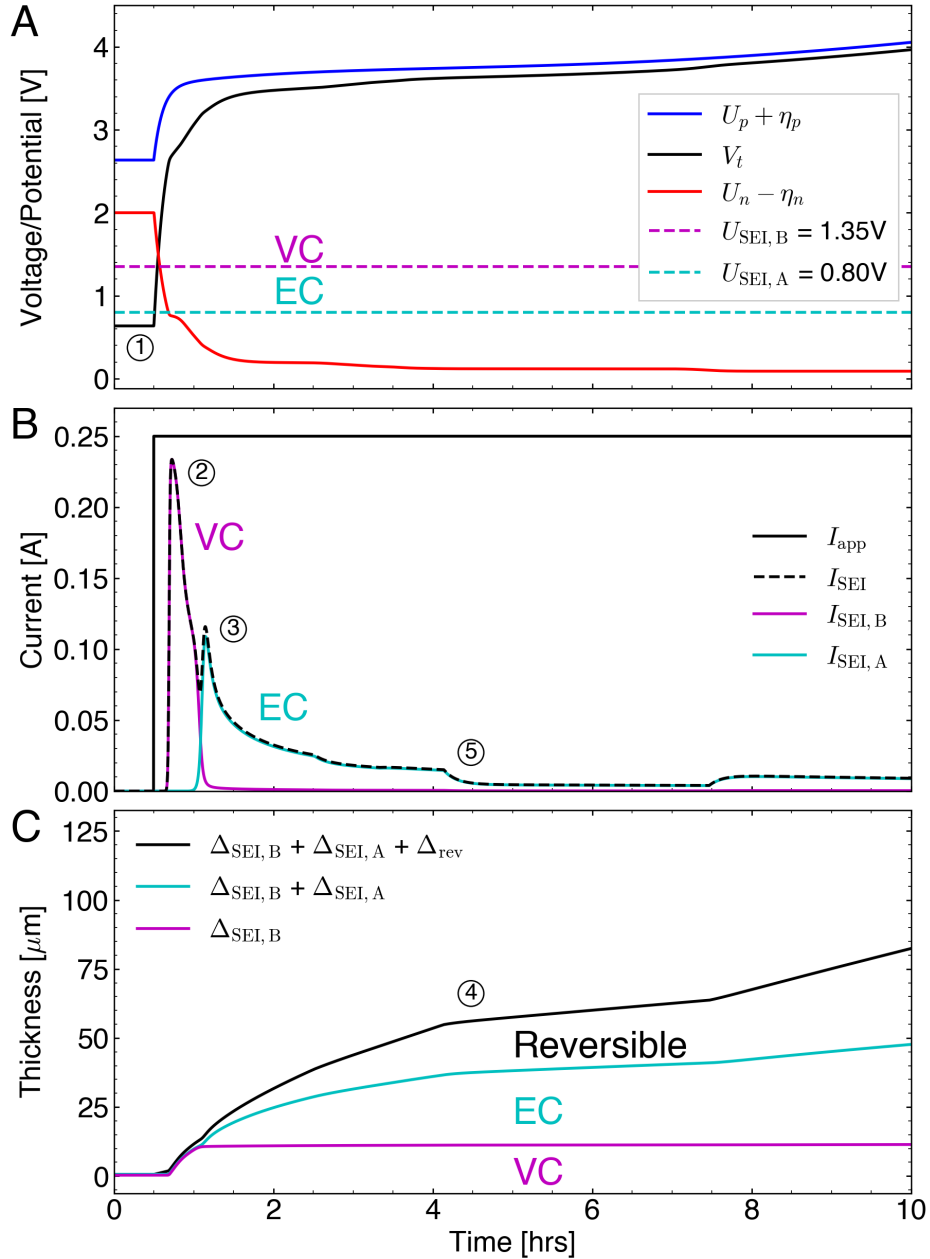 A
Voltage/Potential [V]
4
3
2
1
0
U_p + η_p
V_t
U_n − η_n
U_SEI, B = 1.35V
U_SEI, A = 0.80V
VC
EC
①
B
Current [A]
0.25
0.20
0.15
0.10
0.05
0.00
②
VC
③
EC
⑤
I_app
I_SEI
I_SEI, B
I_SEI, A
C
Thickness [μm]
125
100
75
50
25
0
Δ_SEI, B + Δ_SEI, A + Δ_rev
Δ_SEI, B + Δ_SEI, A
Δ_SEI, B
④
Reversible
EC
VC
0 2 4 6 8 10
Time [hrs]